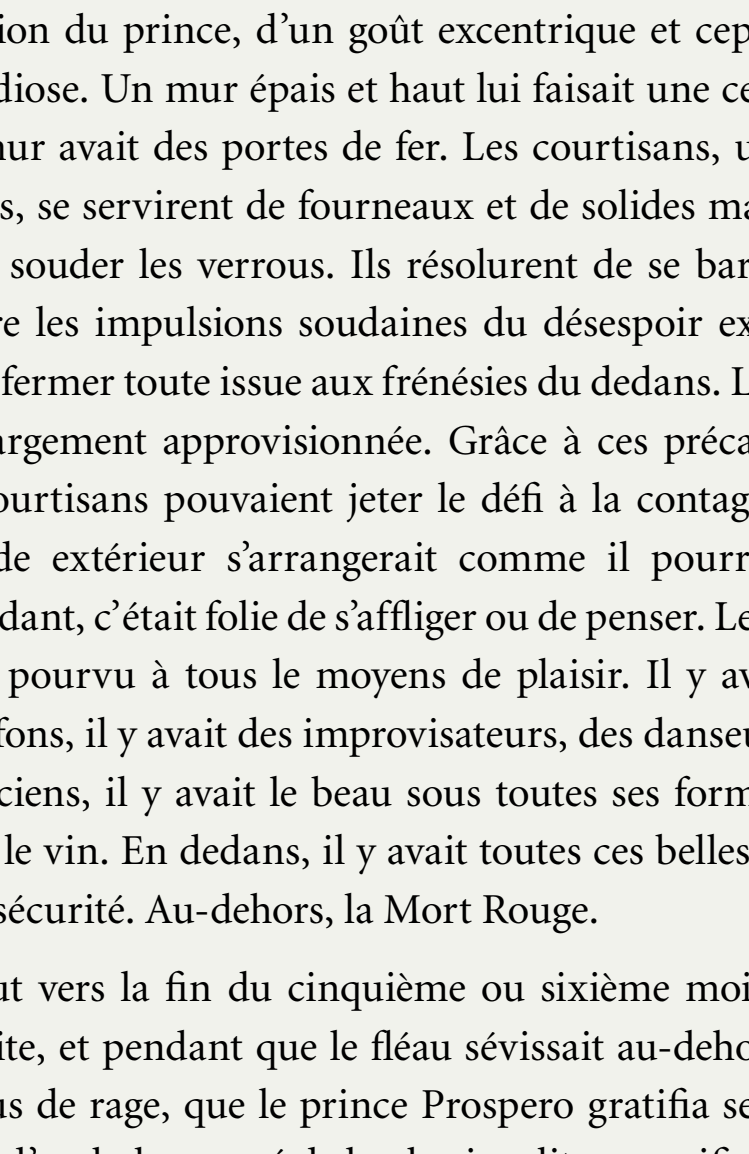 ion du prince, d’un goût excentrique et cep
diose. Un mur épais et haut lui faisait une ce
mur avait des portes de fer. Les courtisans, u
s, se servirent de fourneaux et de solides ma
souder les verrous. Ils résolurent de se bar
re les impulsions soudaines du désespoir ex
fermer toute issue aux frénésies du dedans. L
argement approvisionnée. Grâce à ces préca
ourtisans pouvaient jeter le défi à la contag
de extérieur s’arrangerait comme il pourr
dant, c’était folie de s’affliger ou de penser. Le
pourvu à tous le moyens de plaisir. Il y av
fons, il y avait des improvisateurs, des danseu
ciens, il y avait le beau sous toutes ses form
le vin. En dedans, il y avait toutes ces belles
sécurité. Au-dehors, la Mort Rouge.
ut vers la fin du cinquième ou sixième moi
ite, et pendant que le fléau sévissait au-deho
us de rage, que le prince Prospero gratifia se